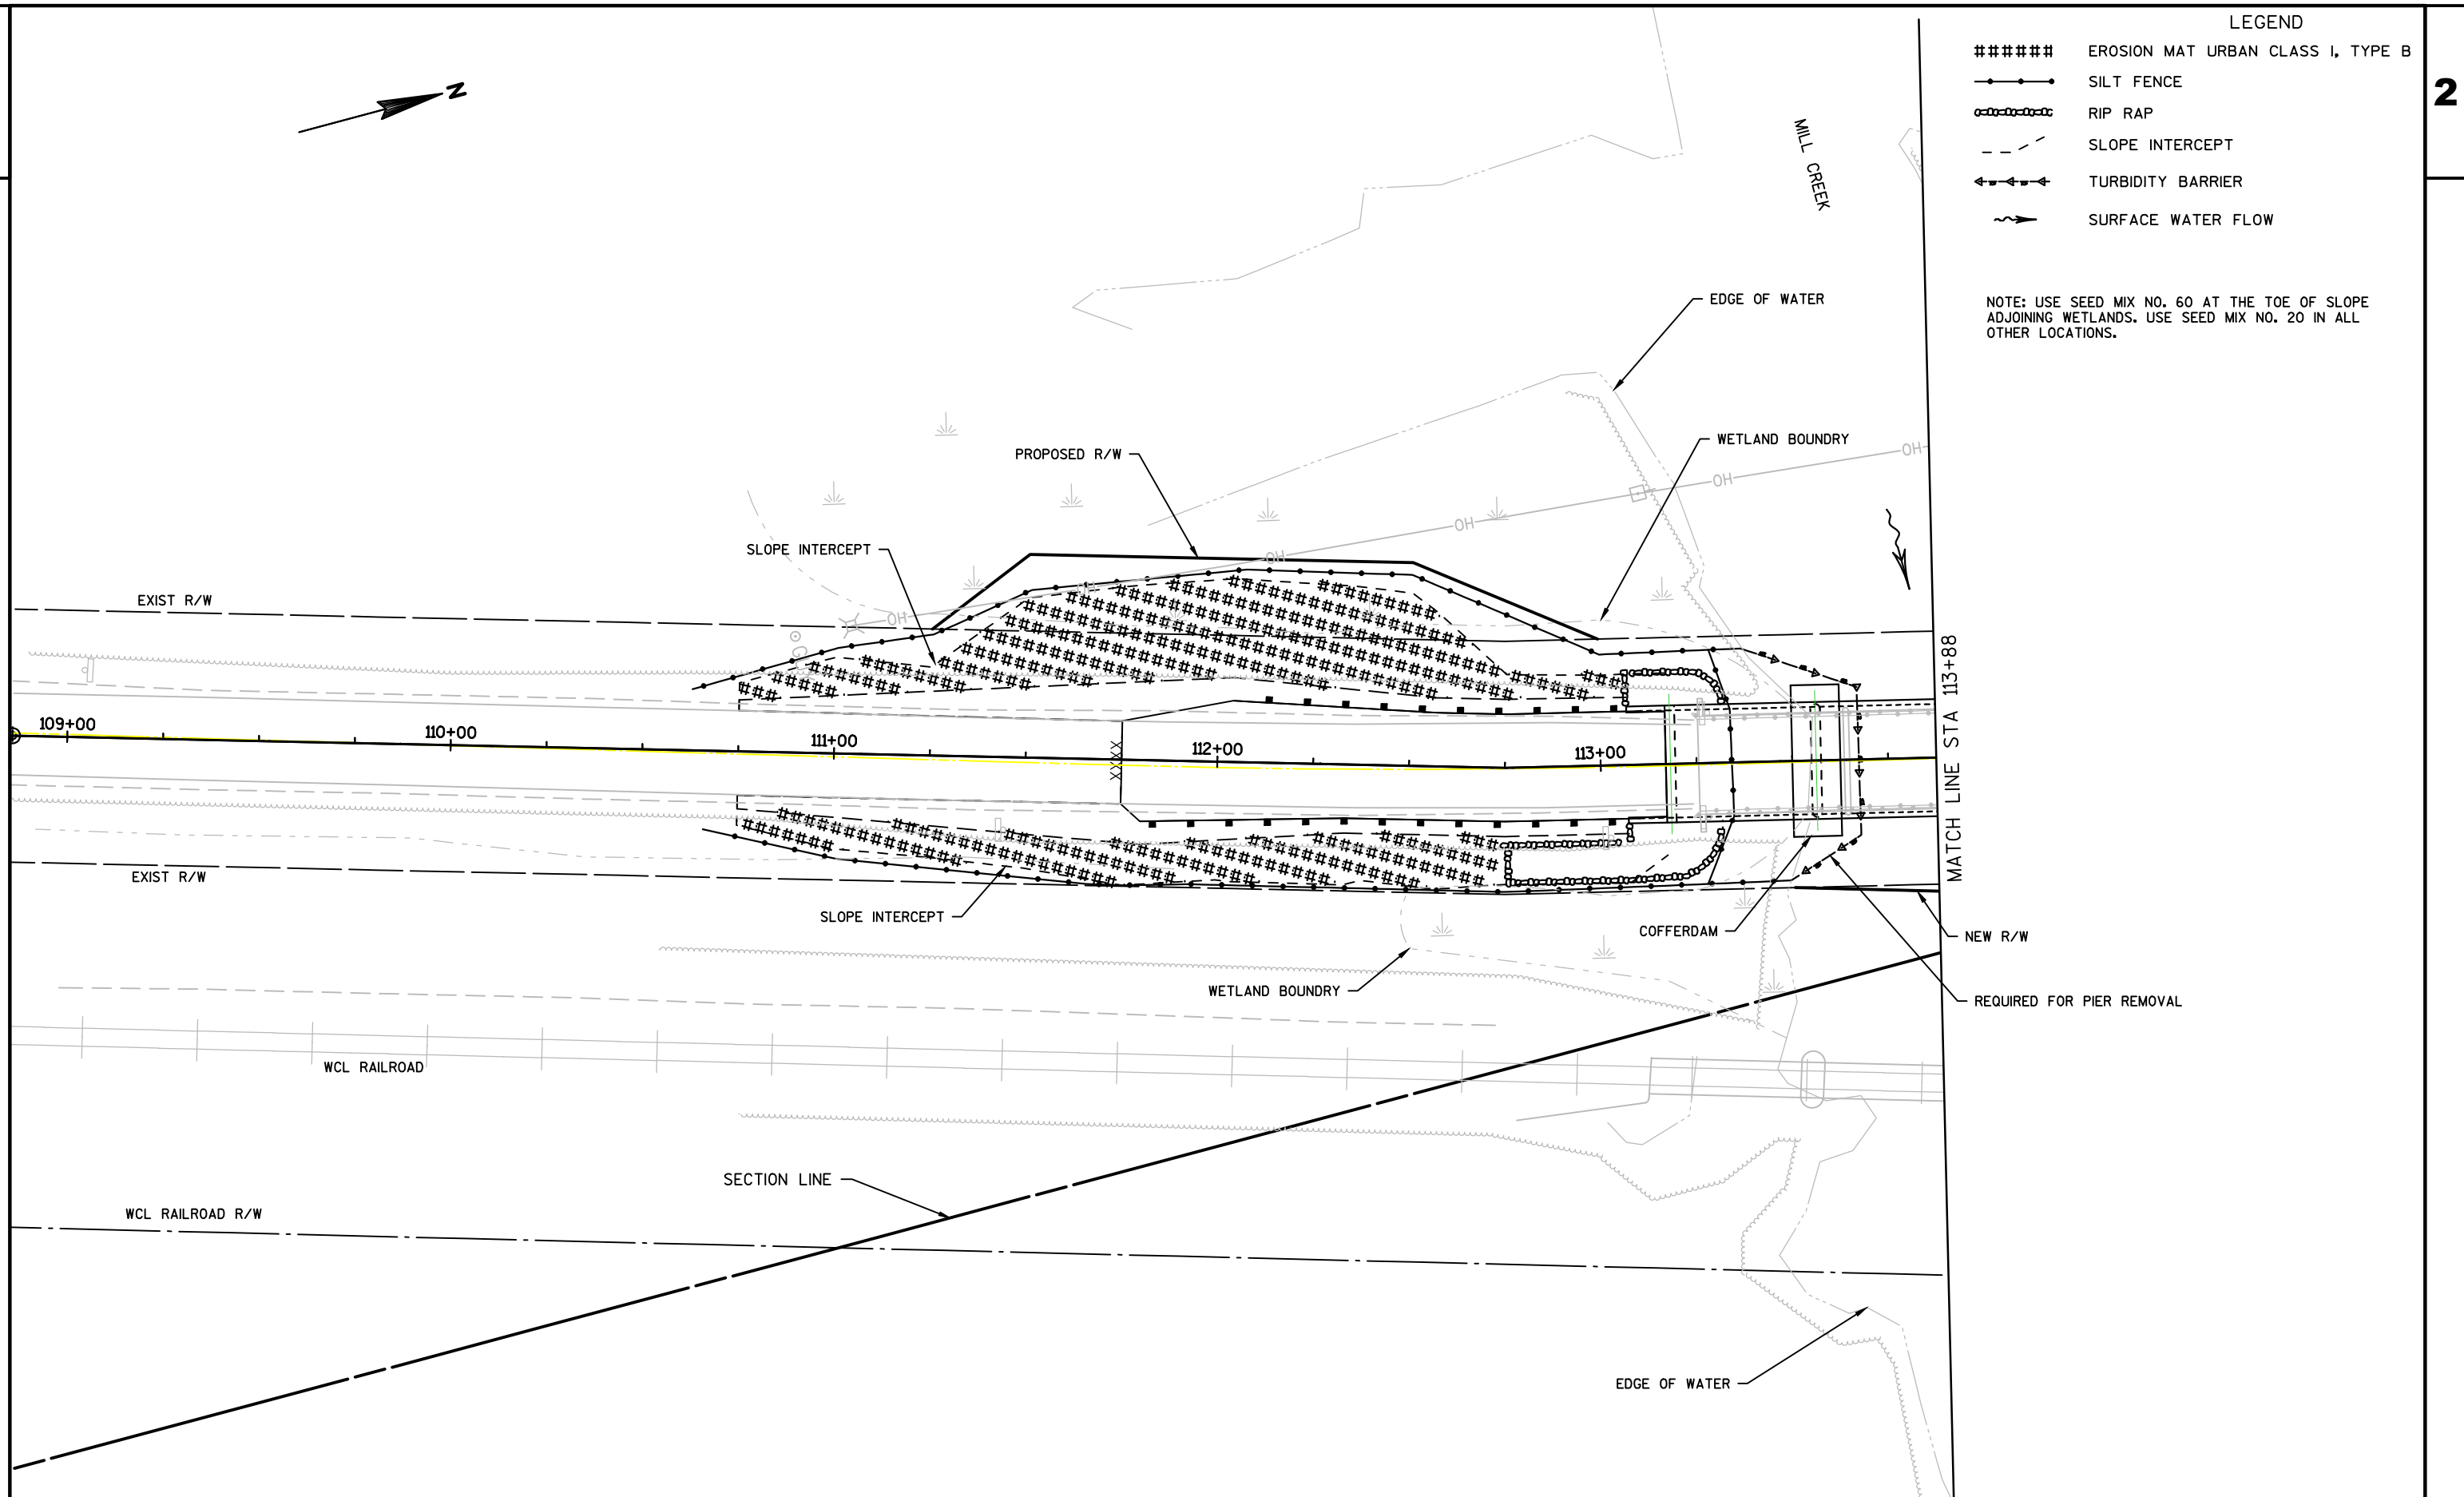 LEGEND
EROSION MAT URBAN CLASS I, TYPE B
SILT FENCE
RIP RAP
SLOPE INTERCEPT
TURBIDITY BARRIER
SURFACE WATER FLOW
2
N
MILL CREEK
NOTE: USE SEED MIX NO. 60 AT THE TOE OF SLOPE
ADJOINING WETLANDS. USE SEED MIX NO. 20 IN ALL
OTHER LOCATIONS.
EDGE OF WATER
WETLAND BOUNDRY
PROPOSED R/W
OH
OH
OH
OH
OH
OH
SLOPE INTERCEPT
EXIST R/W
109+00
110+00
111+00
112+00
113+00
MATCH LINE STA 113+88
EXIST R/W
SLOPE INTERCEPT
COFFERDAM
NEW R/W
WETLAND BOUNDRY
REQUIRED FOR PIER REMOVAL
WCL RAILROAD
SECTION LINE
WCL RAILROAD R/W
EDGE OF WATER